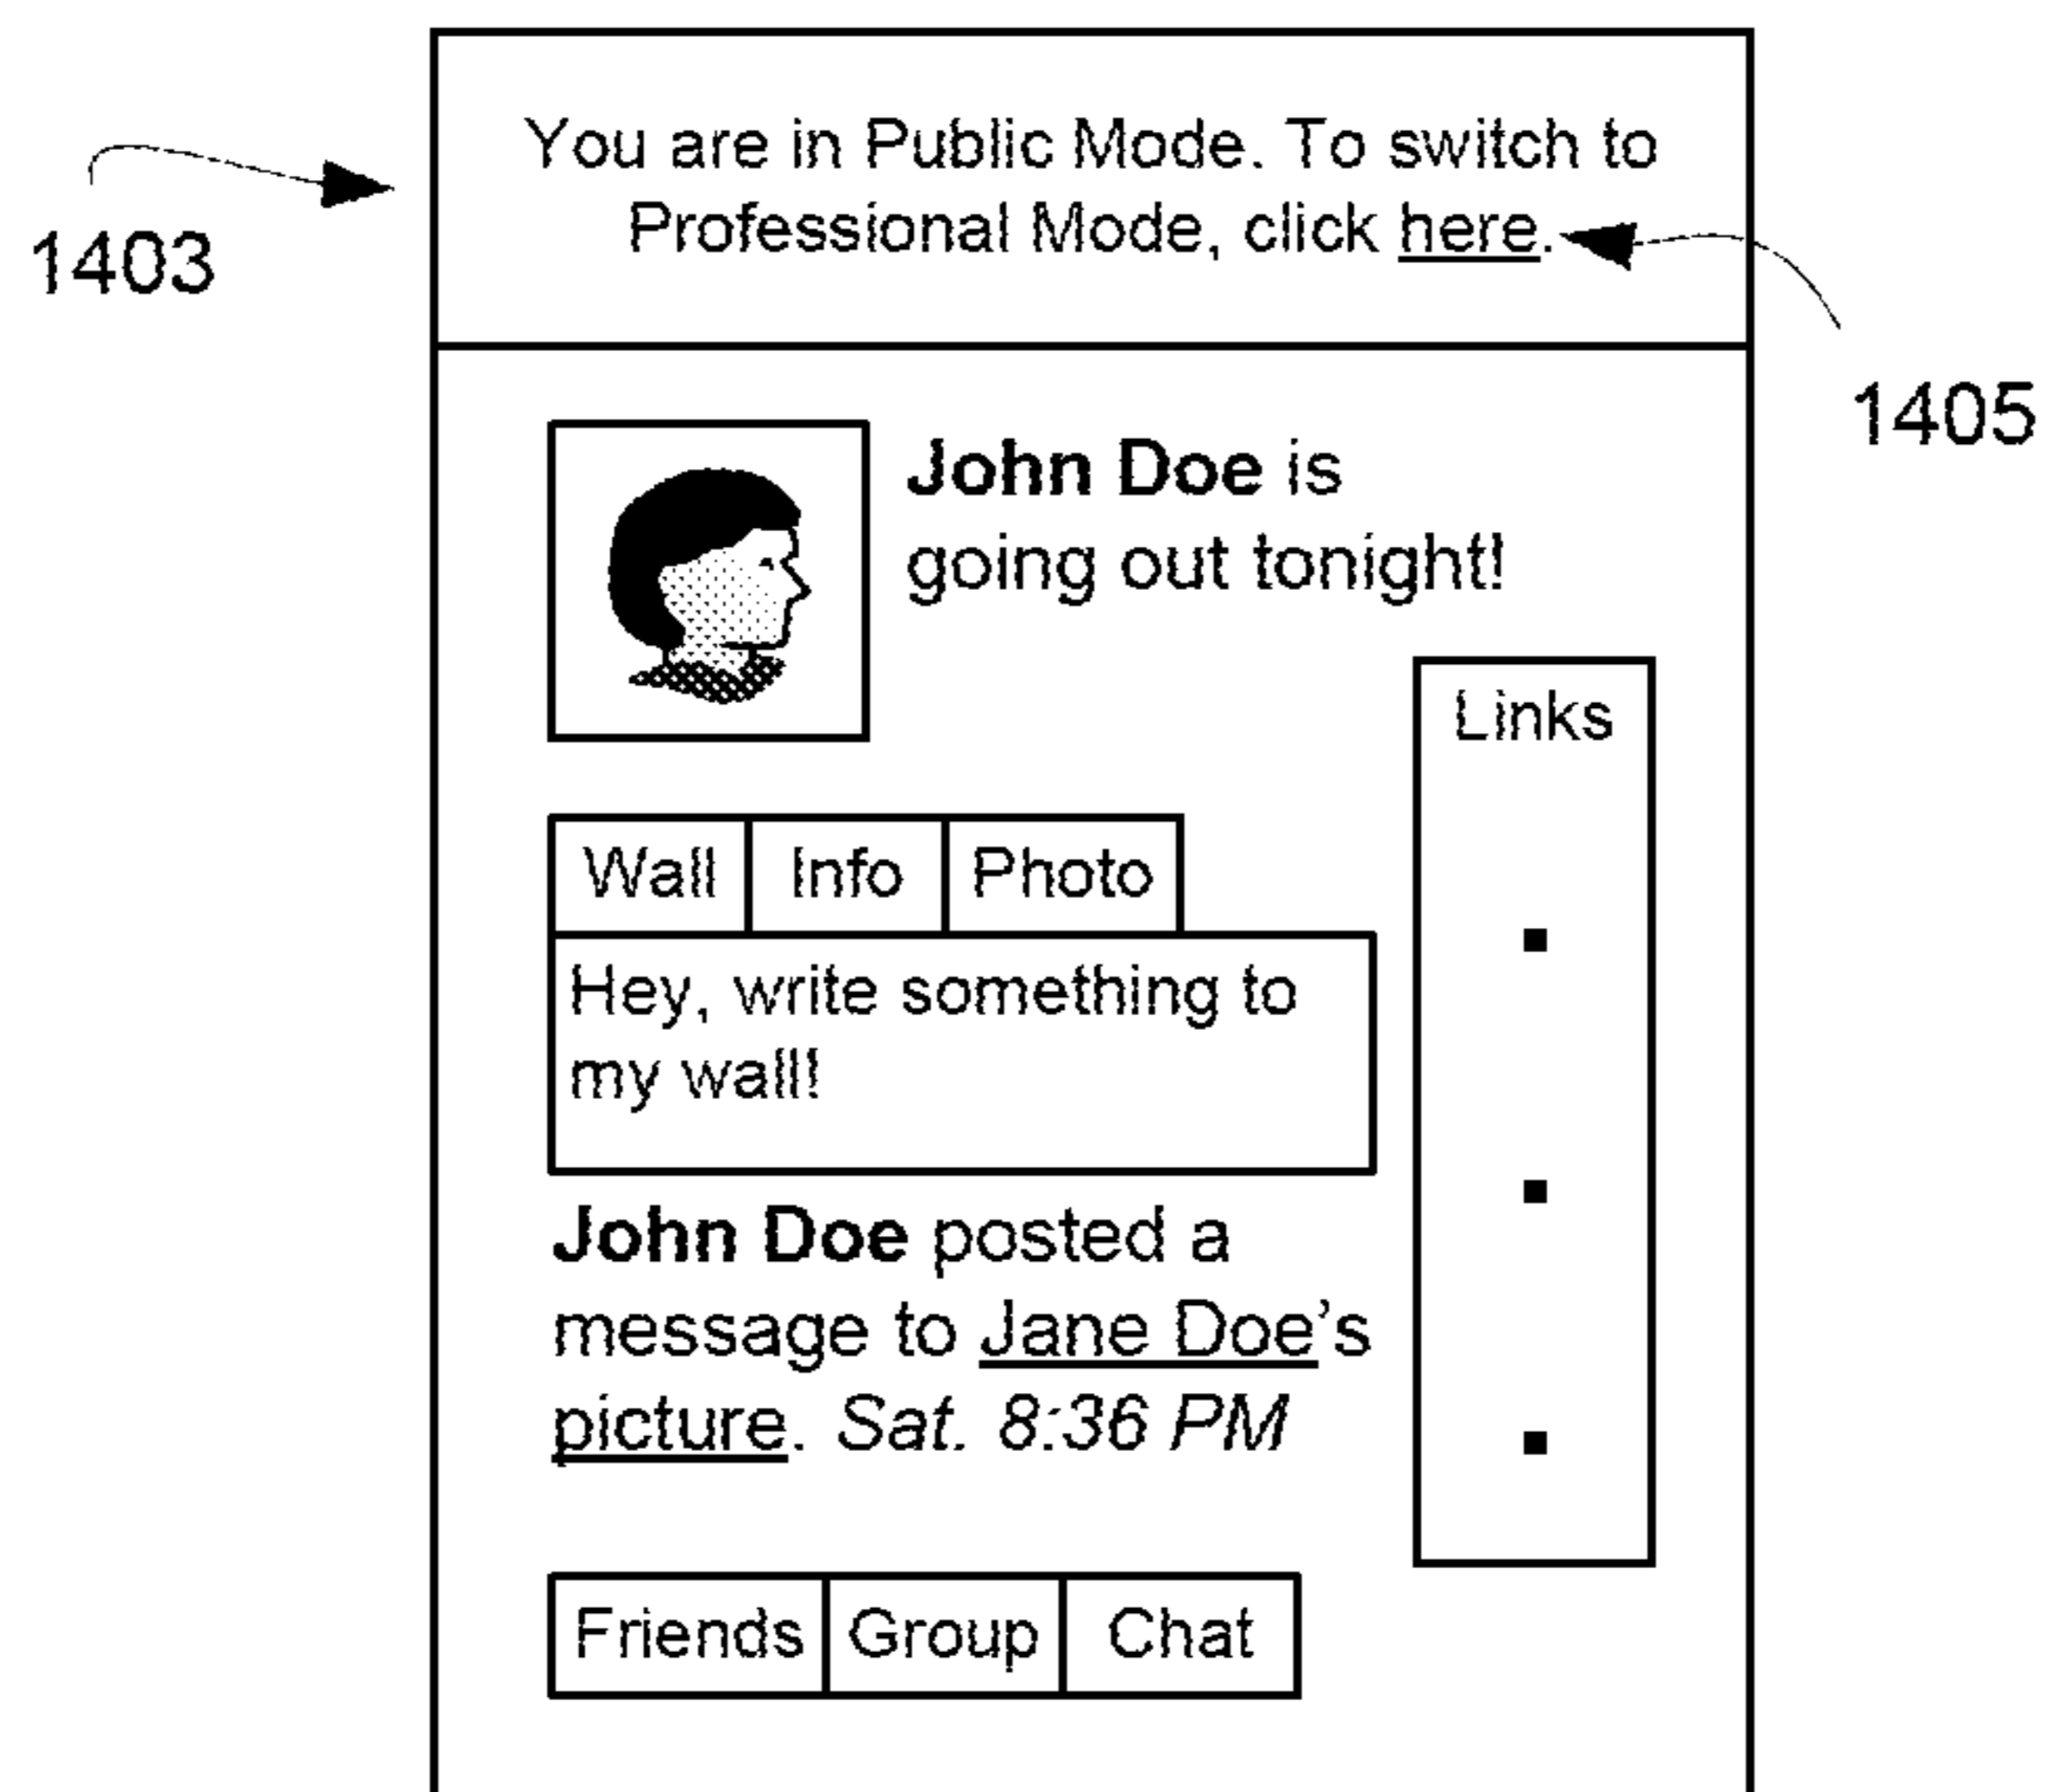 You are in Public Mode. To switch to
Professional Mode, click here.
1403
1405
John Doe is
going out tonight!
Links
Wall Info Photo
Hey, write something to
my wall!
John Doe posted a
message to Jane Doe's
picture. Sat. 8:36 PM
Friends Group Chat